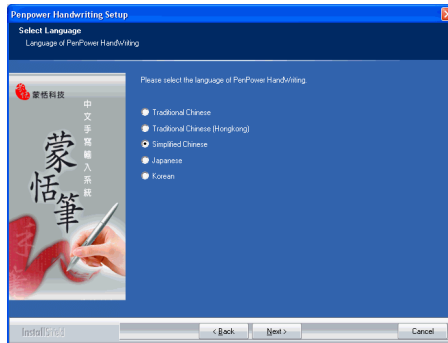 Penpower Handwriting Setup
Select Language
Language of PenPower HandWriting
Please select the language of PenPower HandWriting.
蒙恬科技
中文手寫輸入系統
蒙恬筆
Traditional Chinese
Traditional Chinese (Hongkong)
Simplified Chinese
Japanese
Korean
InstallShield
< Back
Next >
Cancel